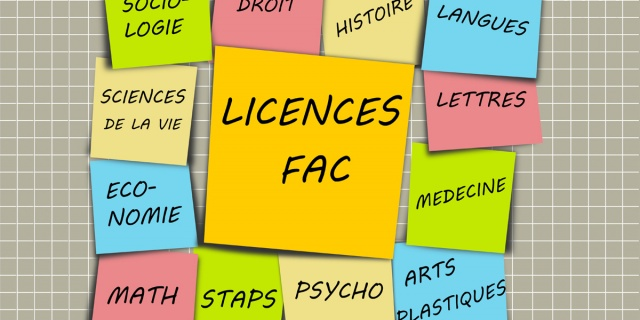 SOCIO-
LOGIE
DROIT
HISTOIRE
LANGUES
SCIENCES
DE LA VIE
LICENCES
FAC
LETTRES
ECO-
NOMIE
MEDECINE
MATH
STAPS
PSYCHO
ARTS
PLASTIQUES